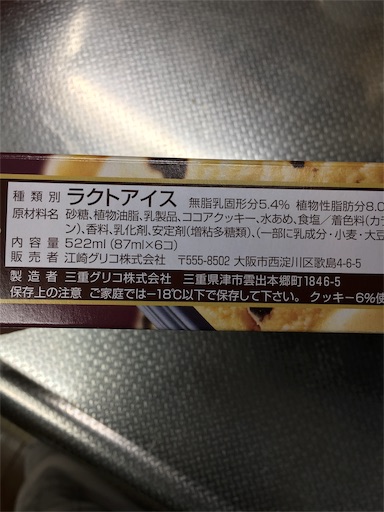 種類別 ラクトアイス 無脂乳固形分5.4% 植物性脂肪分8.0
原材料名 砂糖、植物油脂、乳製品、ココアクッキー、水あめ、食塩/着色料(カラ
ン)、香料、乳化剤、安定剤(増粘多糖類)、(一部に乳成分・小麦・大豆
内容量 522ml (87ml×6コ)
販売者 江崎グリコ株式会社 〒555-8502 大阪市西淀川区歌島4-6-5
製造者 三重グリコ株式会社 三重県津市雲出本郷町1846-5
保存上の注意 ご家庭では−18℃以下で保存して下さい。 クッキー6%使